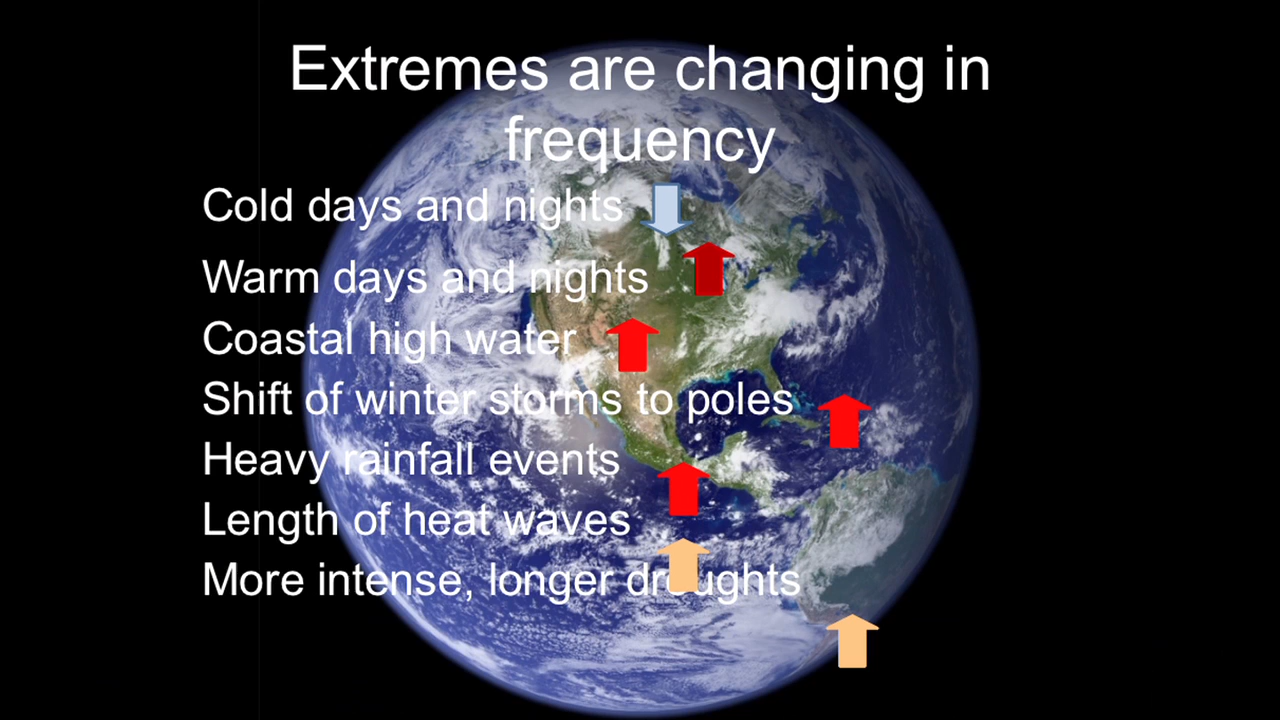 Extremes are changing in
frequency
Cold days and nights
Warm days and nights
Coastal high water
Shift of winter storms to poles
Heavy rainfall events
Length of heat waves
More intense, longer droughts